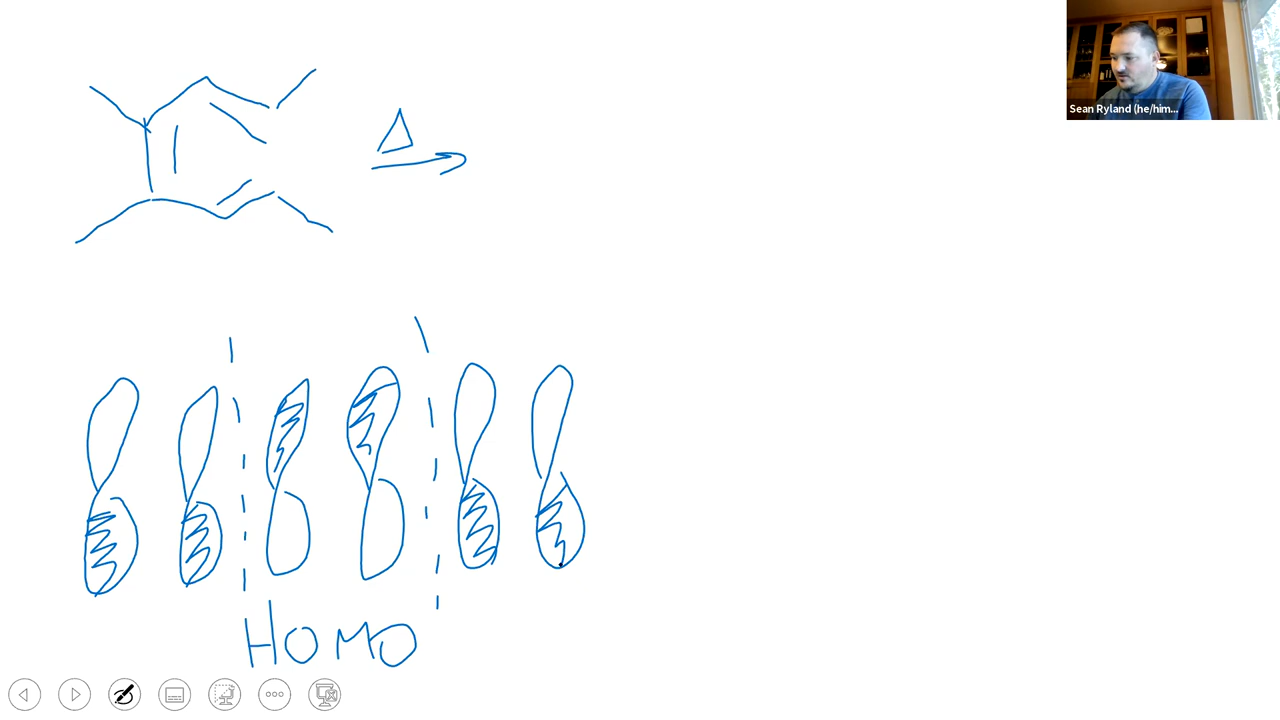 Δ
Sean Ryland (he/him...
HOMO